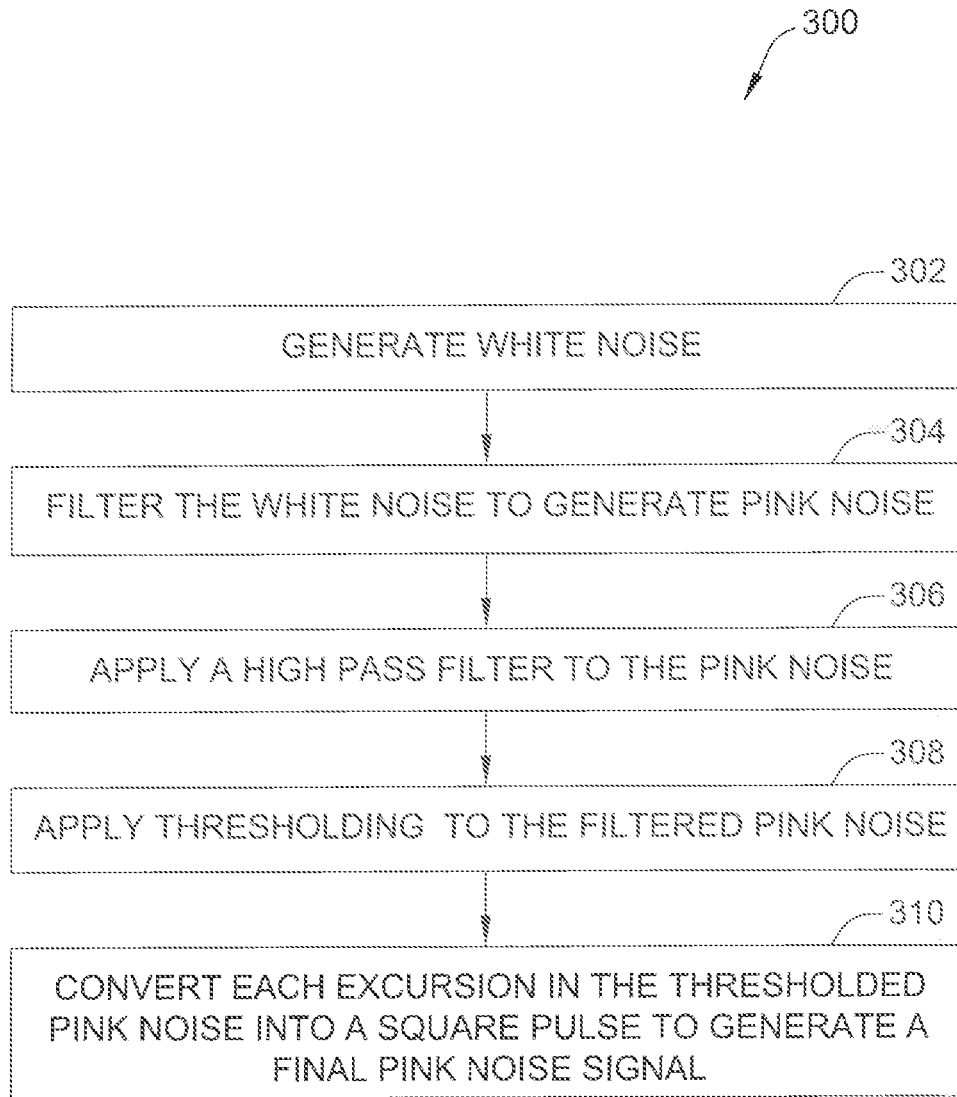 300
302
GENERATE WHITE NOISE
304
FILTER THE WHITE NOISE TO GENERATE PINK NOISE
306
APPLY A HIGH PASS FILTER TO THE PINK NOISE
308
APPLY THRESHOLDING TO THE FILTERED PINK NOISE
310
CONVERT EACH EXCURSION IN THE THRESHOLDED
PINK NOISE INTO A SQUARE PULSE TO GENERATE A
FINAL PINK NOISE SIGNAL